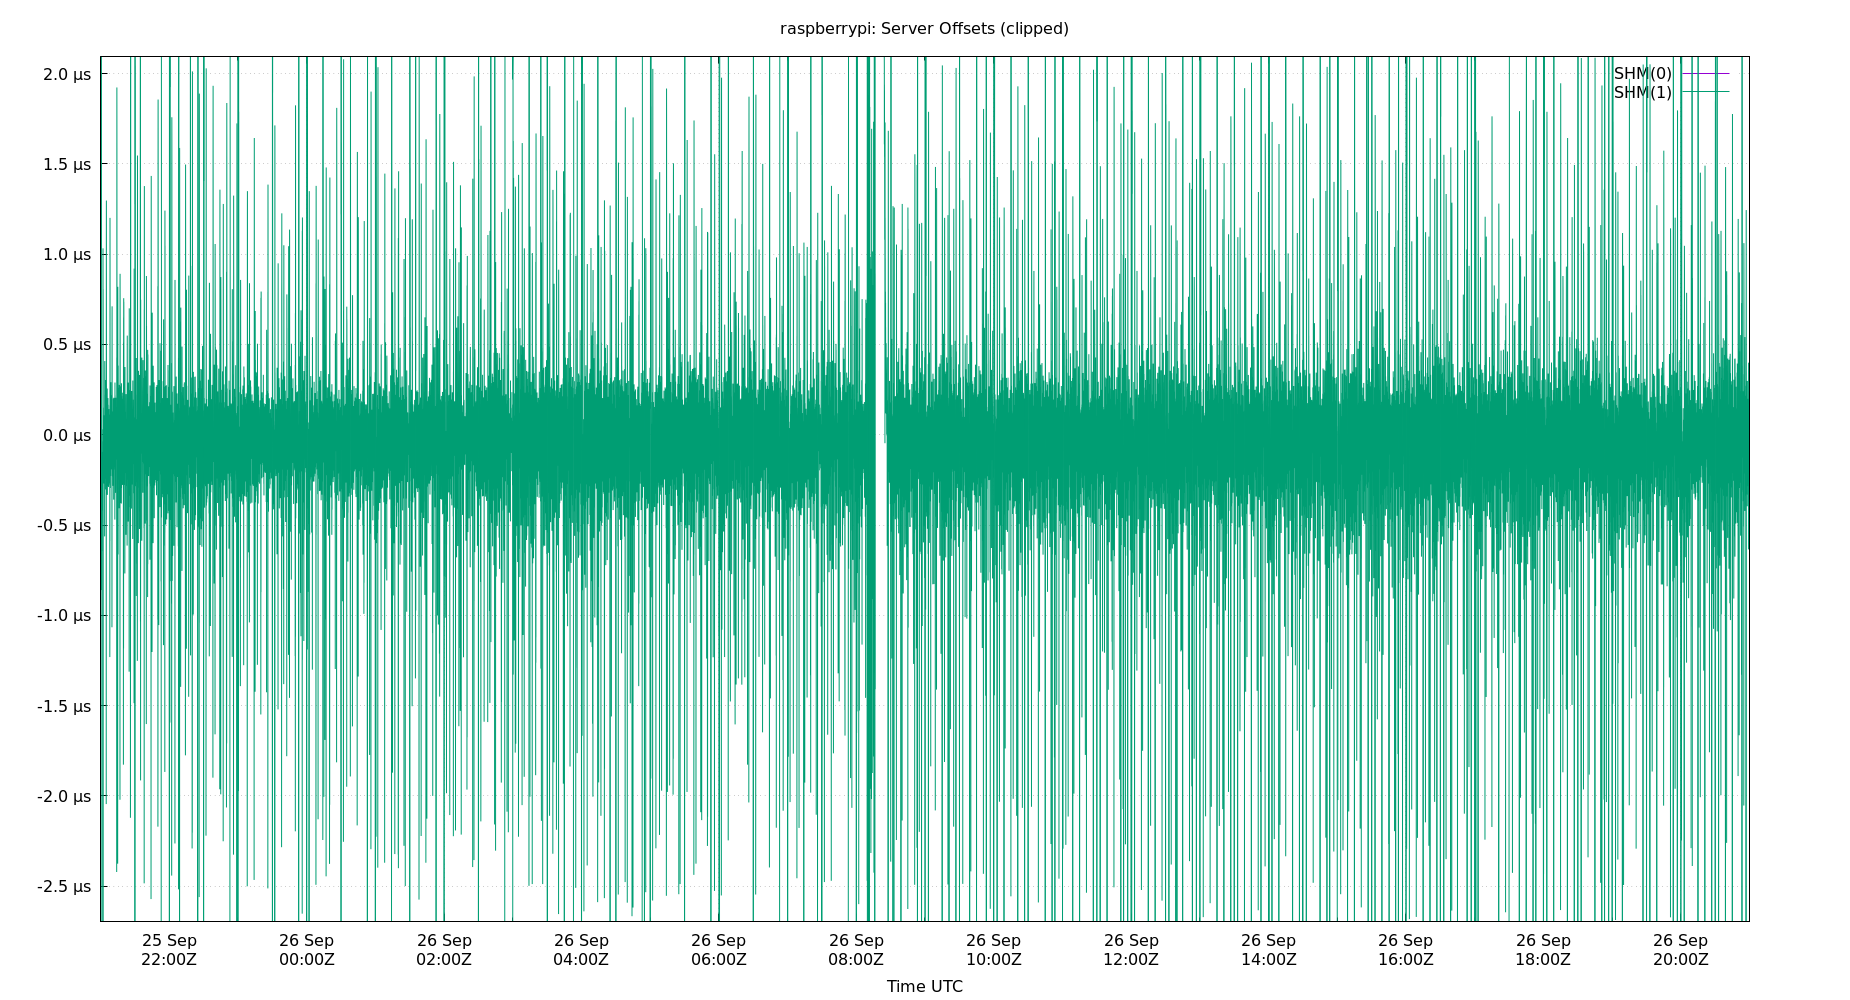 raspberrypi: Server Offsets (clipped)
SHM(0)
SHM(1)
2.0 µs
1.5 µs
1.0 µs
0.5 µs
0.0 µs
-0.5 µs
-1.0 µs
-1.5 µs
-2.0 µs
-2.5 µs
25 Sep 26 Sep 26 Sep 26 Sep 26 Sep 26 Sep 26 Sep 26 Sep 26 Sep 26 Sep 26 Sep 26 Sep
22:00Z 00:00Z 02:00Z 04:00Z 06:00Z 08:00Z 10:00Z 12:00Z 14:00Z 16:00Z 18:00Z 20:00Z
Time UTC